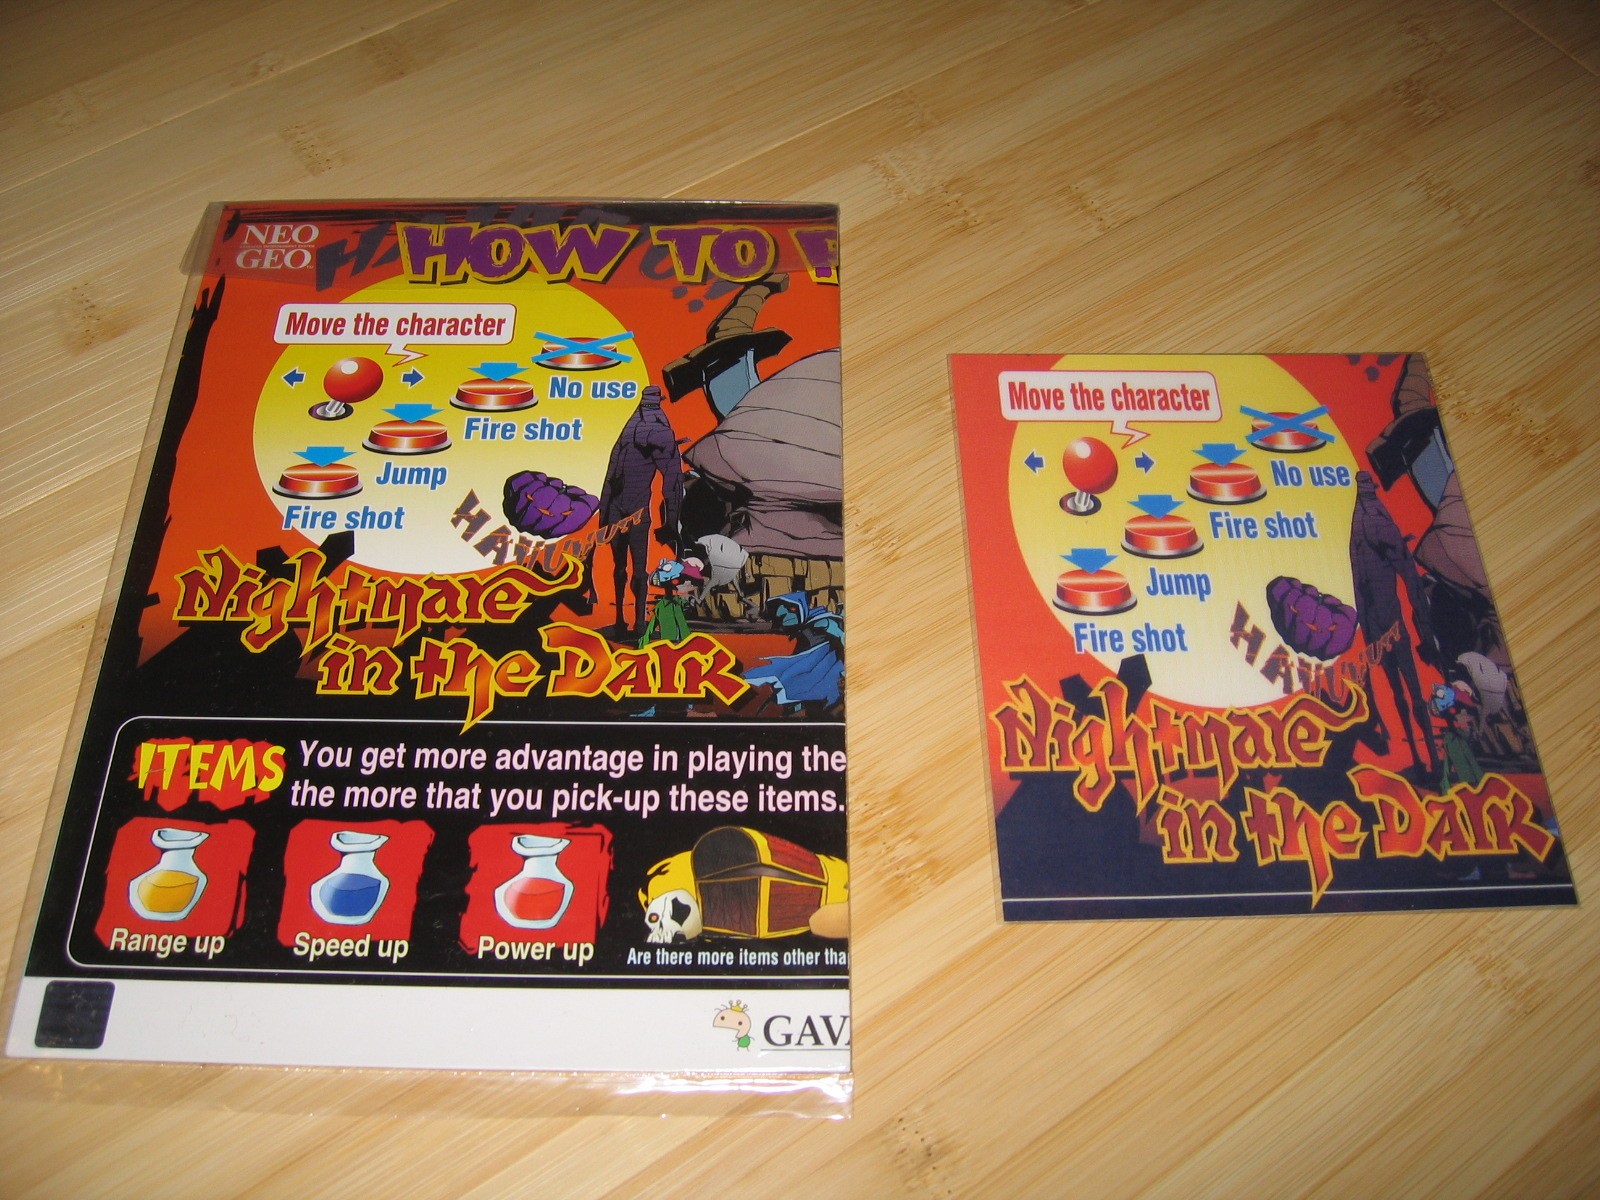 NEO
GEO
HOW TO
Move the character
No use
Fire shot
Jump
Fire shot
Nightmare
in the Dark
ITEMS
You get more advantage in playing the
the more that you pick-up these items.
Range up
Speed up
Power up
Are there more items other tha
GAV
Move the character
No use
Fire shot
Jump
Fire shot
Nightmare
in the Dark